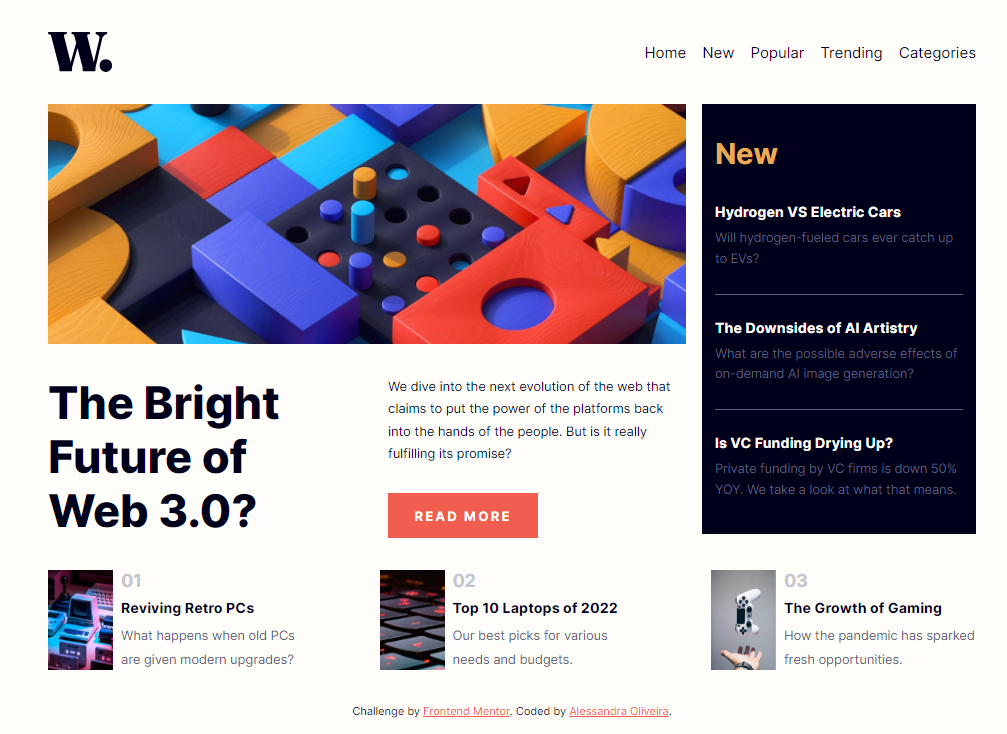 W.
Home New Popular Trending Categories
The Bright
Future of
Web 3.0?
We dive into the next evolution of the web that
claims to put the power of the platforms back
into the hands of the people. But is it really
fulfilling its promise?
READ MORE
New
Hydrogen VS Electric Cars
Will hydrogen-fueled cars ever catch up
to EVs?
The Downsides of AI Artistry
What are the possible adverse effects of
on-demand AI image generation?
Is VC Funding Drying Up?
Private funding by VC firms is down 50%
YOY. We take a look at what that means.
01
Reviving Retro PCs
What happens when old PCs
are given modern upgrades?
02
Top 10 Laptops of 2022
Our best picks for various
needs and budgets.
03
The Growth of Gaming
How the pandemic has sparked
fresh opportunities.
Challenge by Frontend Mentor. Coded by Alessandra Oliveira.